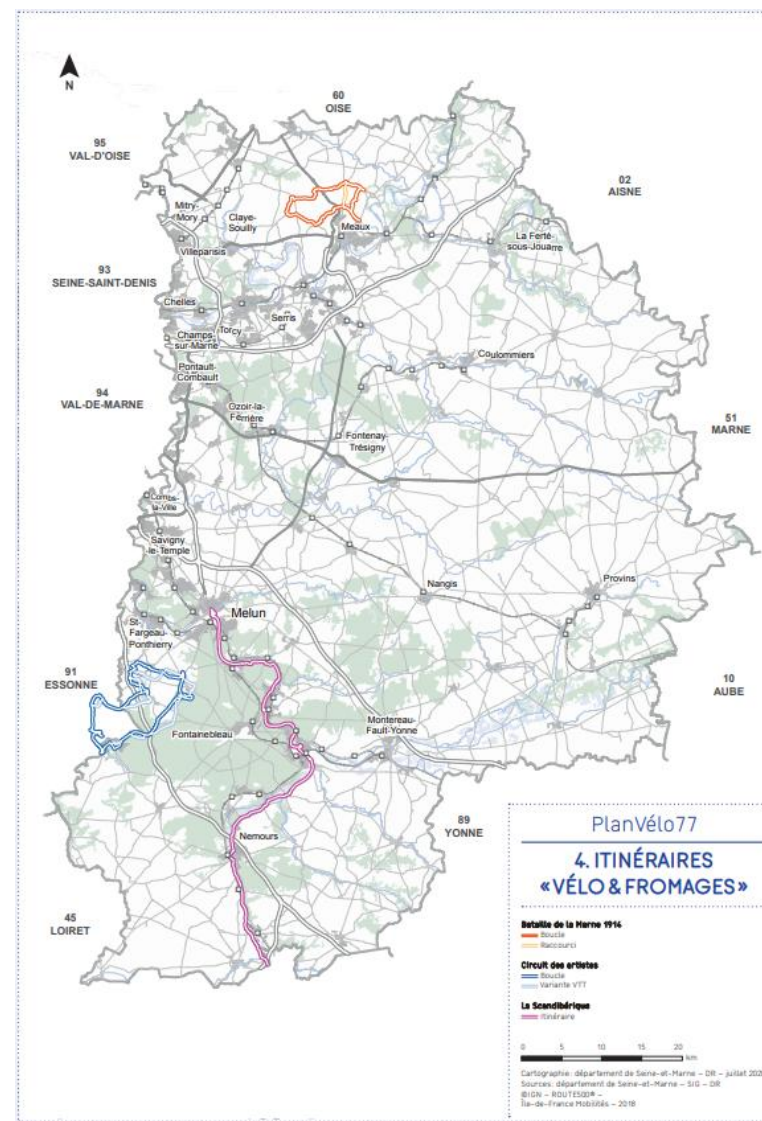 N
60
OISE
95
VAL-D'OISE
02
AISNE
Mitry-
Mory
Claye-
Souilly
Meaux
Villeparisis
La Ferté-
sous-Jouarre
93
SEINE-SAINT-DENIS
Chelles
Torcy
Serris
Champs-
sur-Marne
Pontault-
Combault
Coulommiers
94
VAL-DE-MARNE
Ozoir-la-
Ferrière
Fontenay-
Trésigny
51
MARNE
Combs-
la-Ville
Savigny
le-Temple
Nangis
Provins
Melun
St-
Fargeau-
Ponthierry
91
ESSONNE
10
AUBE
Fontainebleau
Montereau-
Fault-Yonne
89
YONNE
Nemours
45
LOIRET
PlanVélo77
4. ITINÉRAIRES
«VÉLO & FROMAGES»
Bataille de la Marne 1914
Boucle
Raccourci
Circuit des artistes
Boucle
Variante VTT
La Scandibérique
Itinéraire
0 5 10 15 20
km
Cartographie: département de Seine-et-Marne – DR – juillet 202
Sources: département de Seine-et-Marne – SIG – DR
©IGN – ROUTE500® –
Île-de-France Mobilités – 2018